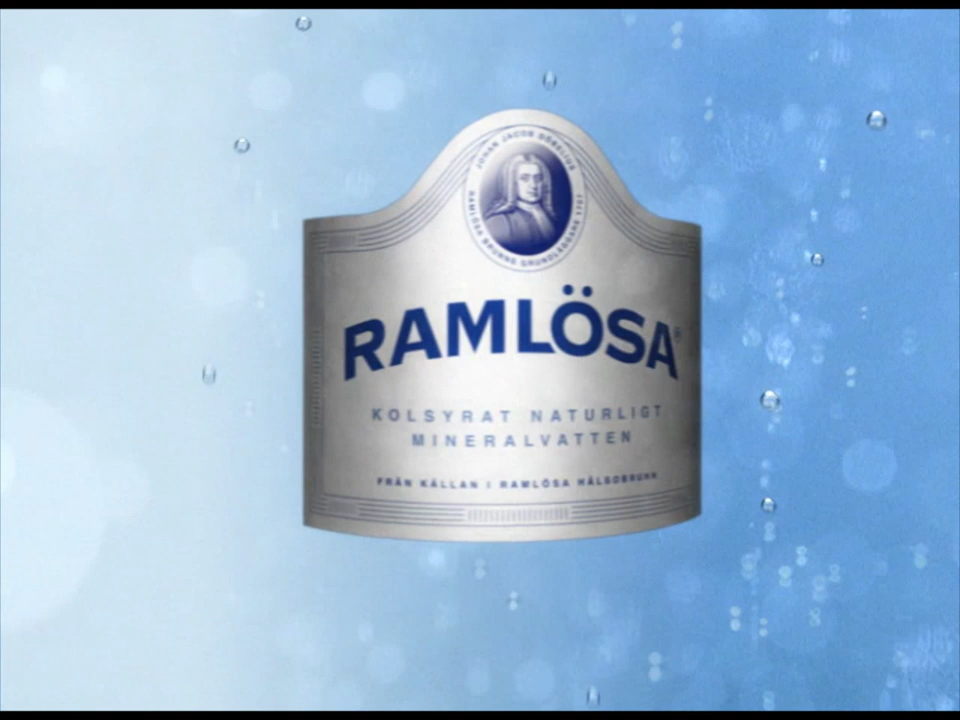 JOHAN JACOB DÖBELIUS
RAMLÖSA BRUNNS GRUNDLÄGGARE 1707
RAMLÖSA®
KOLSYRAT NATURLIGT
MINERALVATTEN
FRÅN KÄLLAN I RAMLÖSA HÄLSOBRUNN